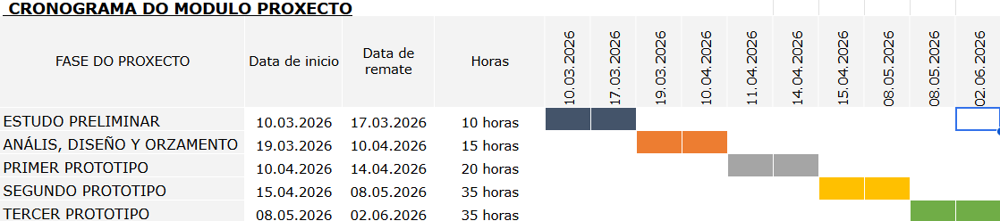 CRONOGRAMA DO MODULO PROXECTO
FASE DO PROXECTO Data de inicio Data de remate Horas 10.03.2026 17.03.2026 19.03.2026 10.04.2026 11.04.2026 14.04.2026 15.04.2026 08.05.2026 08.05.2026 02.06.2026
ESTUDO PRELIMINAR 10.03.2026 17.03.2026 10 horas
ANÁLIS, DISEÑO Y ORZAMENTO 19.03.2026 10.04.2026 15 horas
PRIMER PROTOTIPO 10.04.2026 14.04.2026 20 horas
SEGUNDO PROTOTIPO 15.04.2026 08.05.2026 35 horas
TERCER PROTOTIPO 08.05.2026 02.06.2026 35 horas